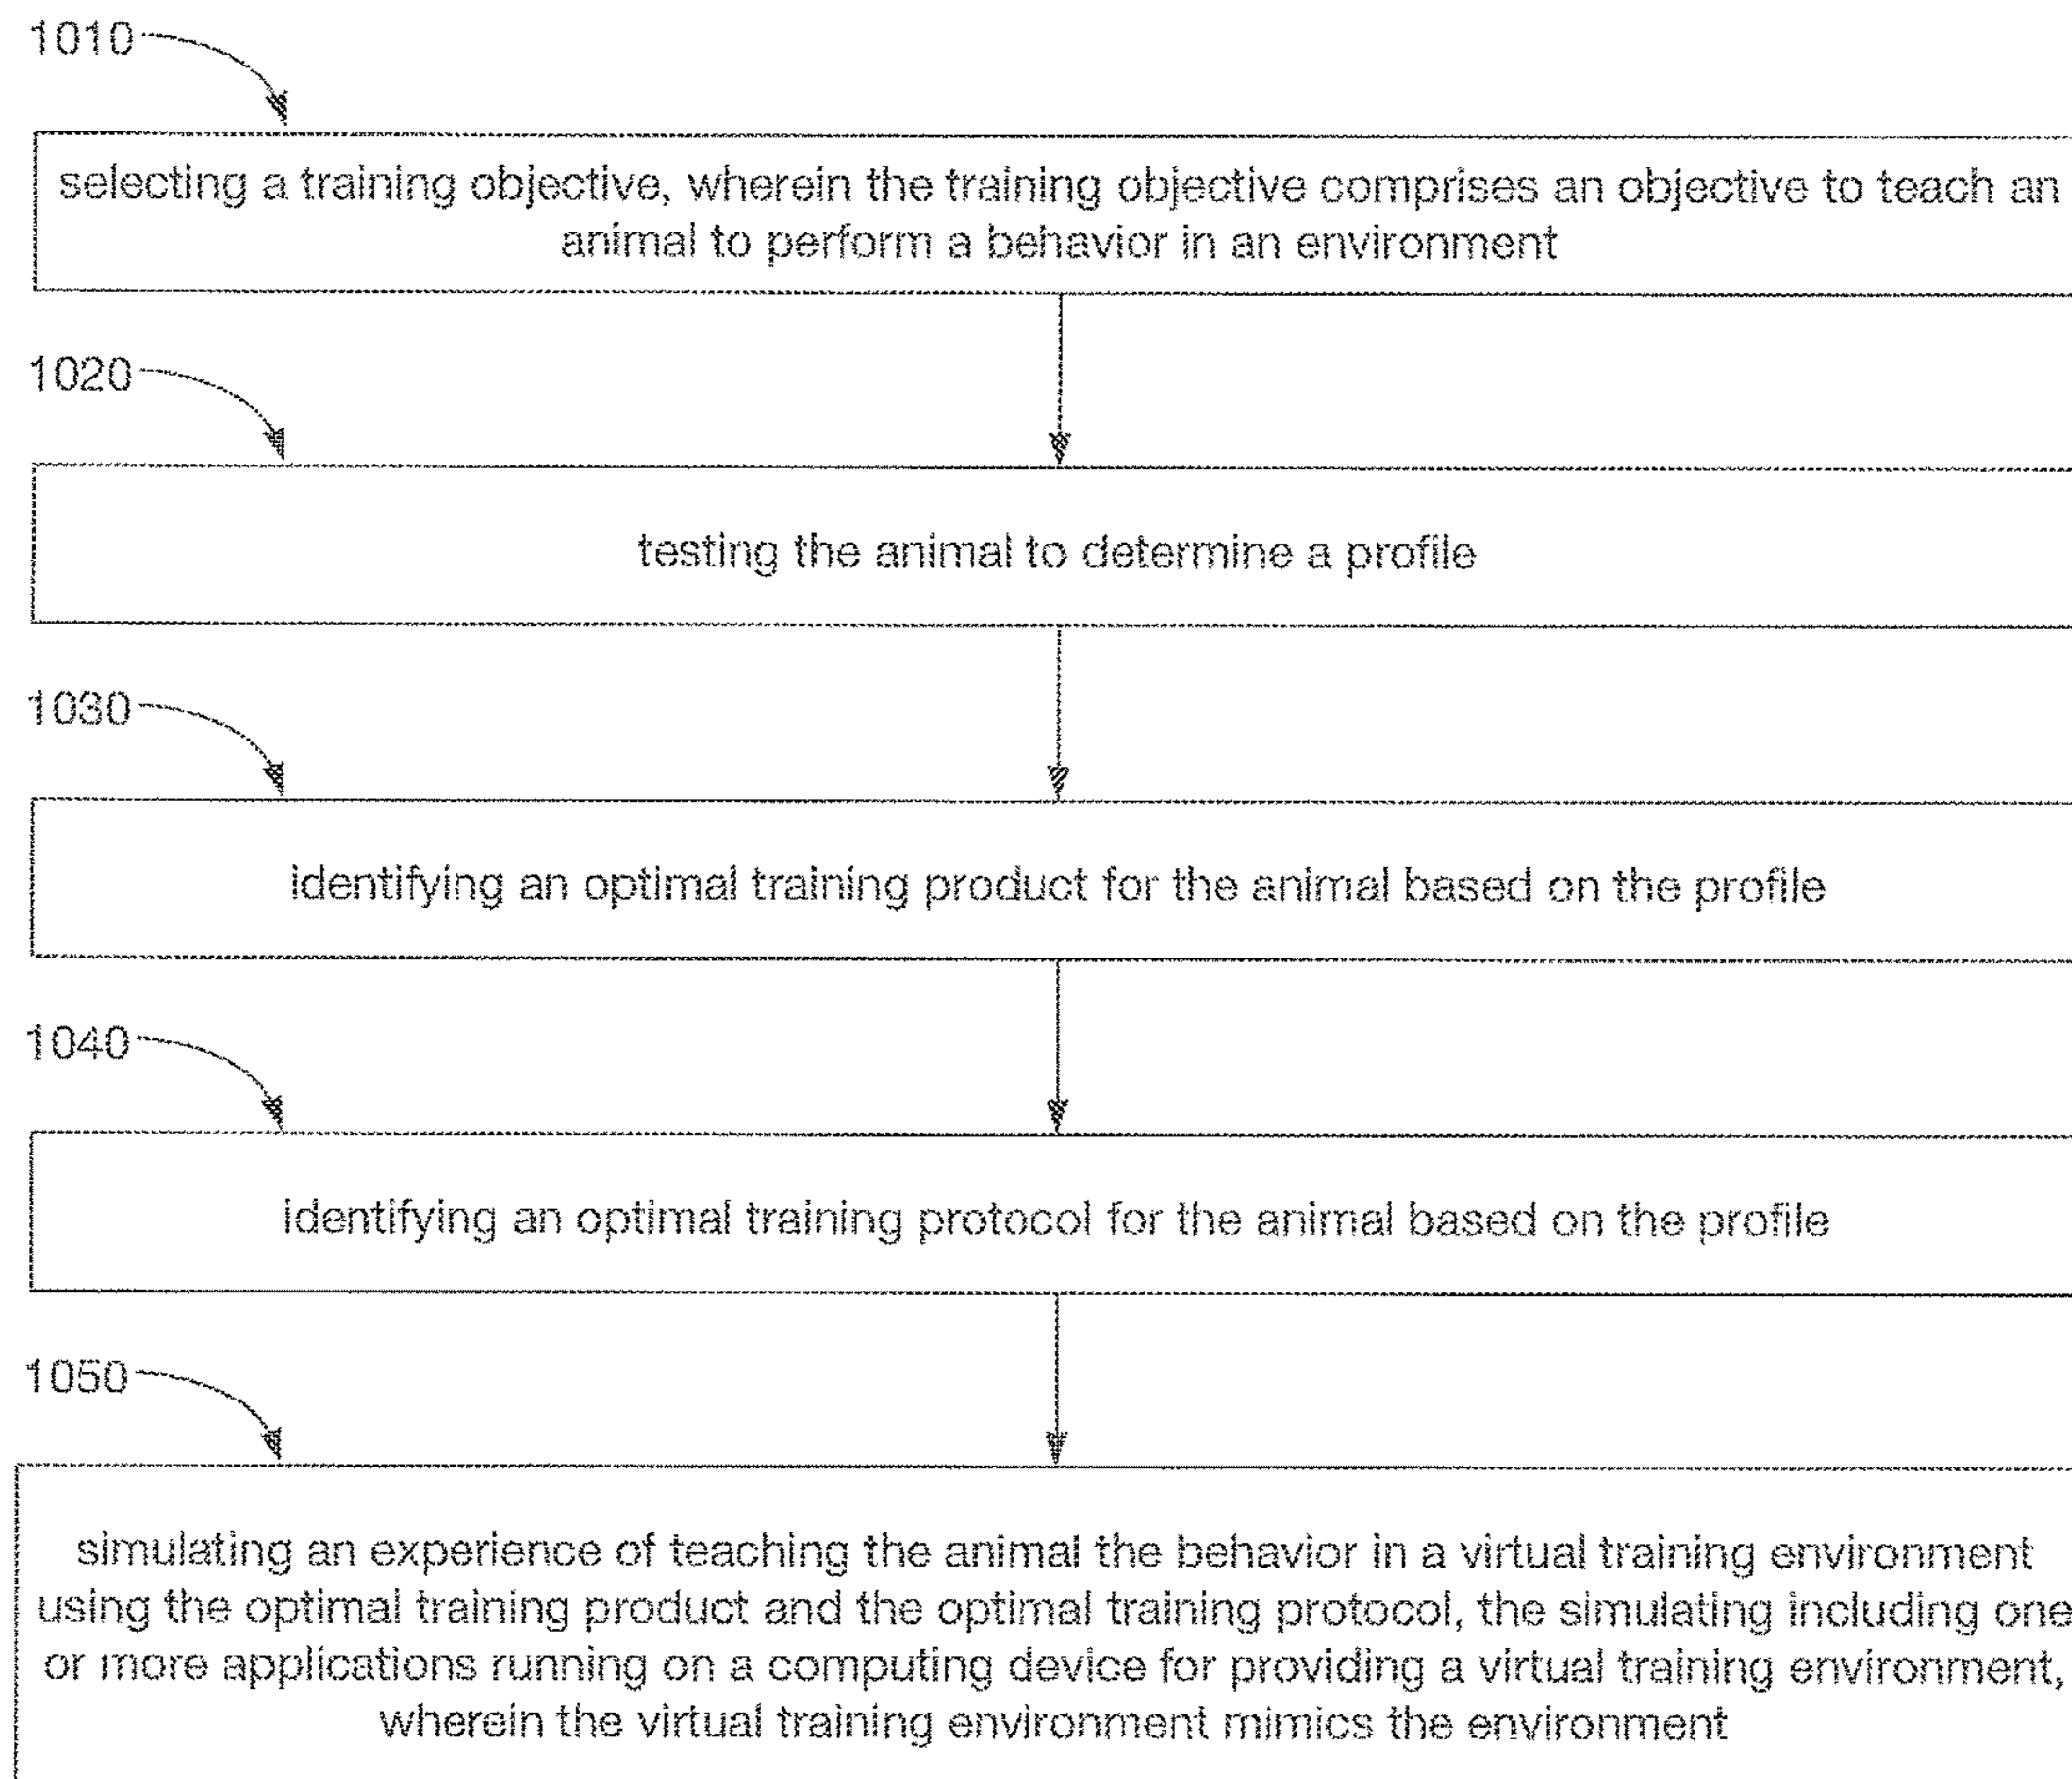 1010
selecting a training objective, wherein the training objective comprises an objective to teach an
animal to perform a behavior in an environment
1020
testing the animal to determine a profile
1030
identifying an optimal training product for the animal based on the profile
1040
identifying an optimal training protocol for the animal based on the profile
1050
simulating an experience of teaching the animal the behavior in a virtual training environment
using the optimal training product and the optimal training protocol, the simulating including one
or more applications running on a computing device for providing a virtual training environment,
wherein the virtual training environment mimics the environment